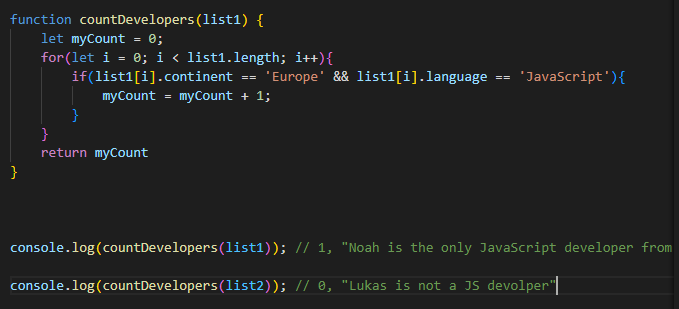 function countDevelopers(list1) {
    let myCount = 0;
    for(let i = 0; i < list1.length; i++){
        if(list1[i].continent == 'Europe' && list1[i].language == 'JavaScript'){
            myCount = myCount + 1;
        }
    }
    return myCount
}
console.log(countDevelopers(list1)); // 1, "Noah is the only JavaScript developer from
console.log(countDevelopers(list2)); // 0, "Lukas is not a JS devolper"